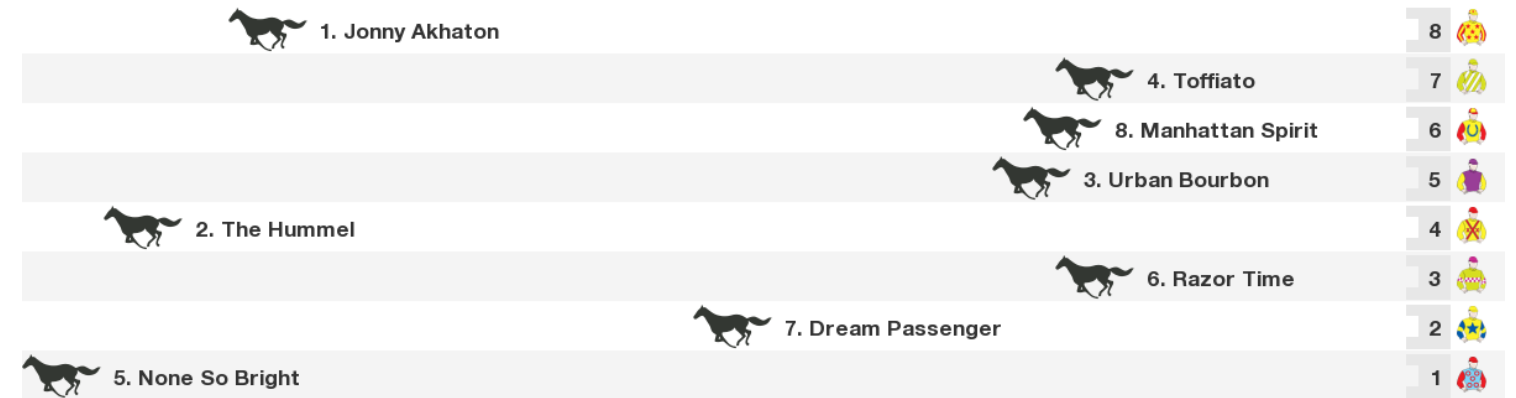 1. Jonny Akhaton 8
4. Toffiato 7
8. Manhattan Spirit 6
3. Urban Bourbon 5
2. The Hummel 4
6. Razor Time 3
7. Dream Passenger 2
5. None So Bright 1